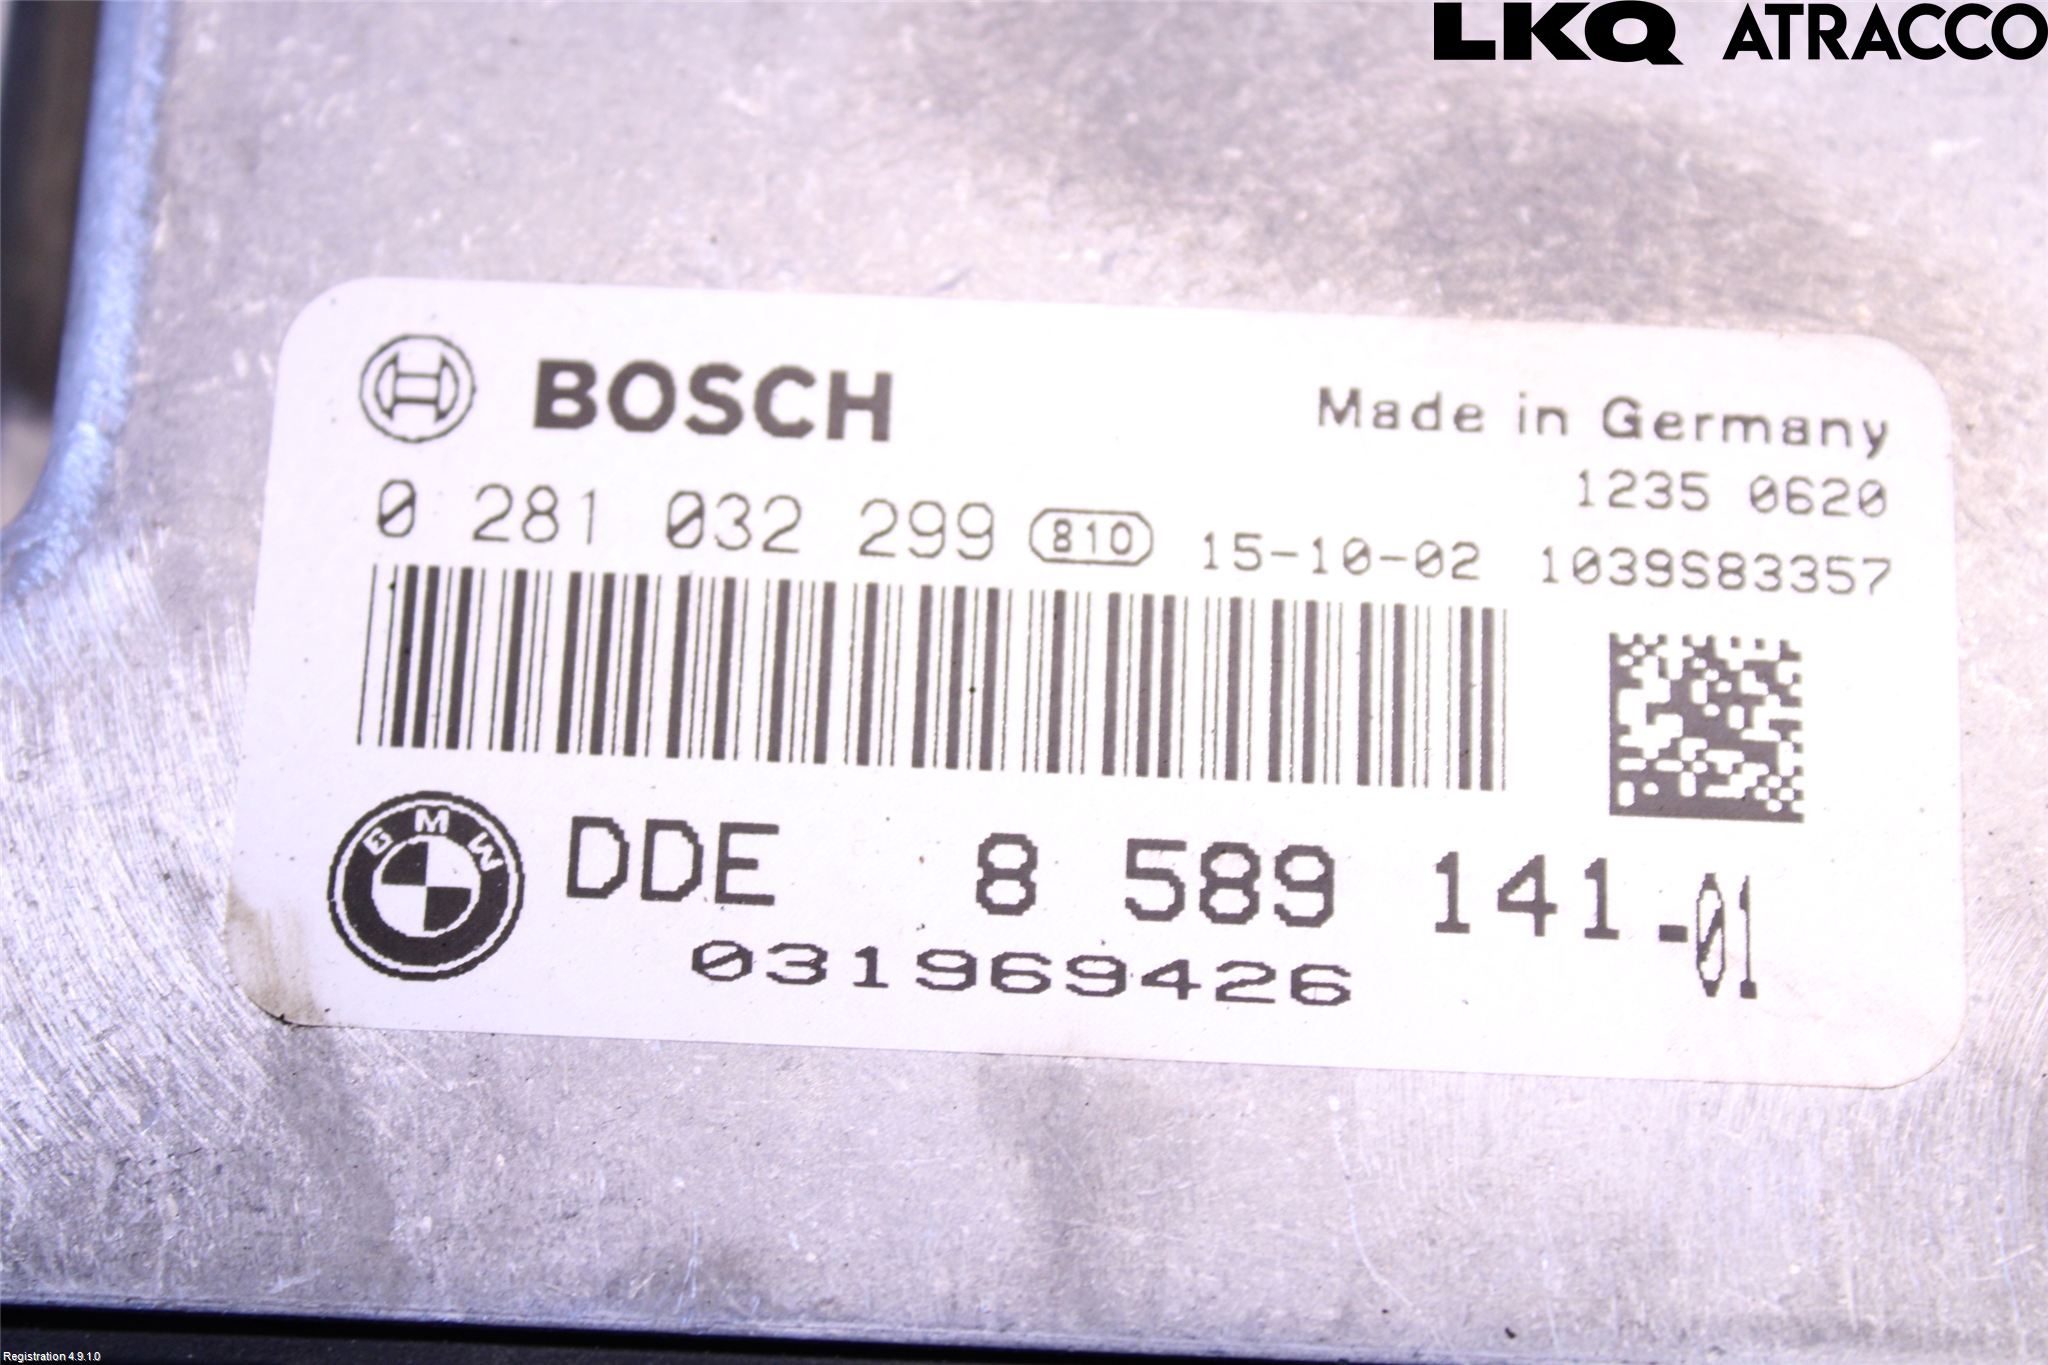 LKQ ATRACCO
BOSCH
Made in Germany
1235 0620
0 281 032 299 810 15-10-02 1039S83357
BMW
DDE 8 589 141-01
031969426
Registration 4.9.1.0